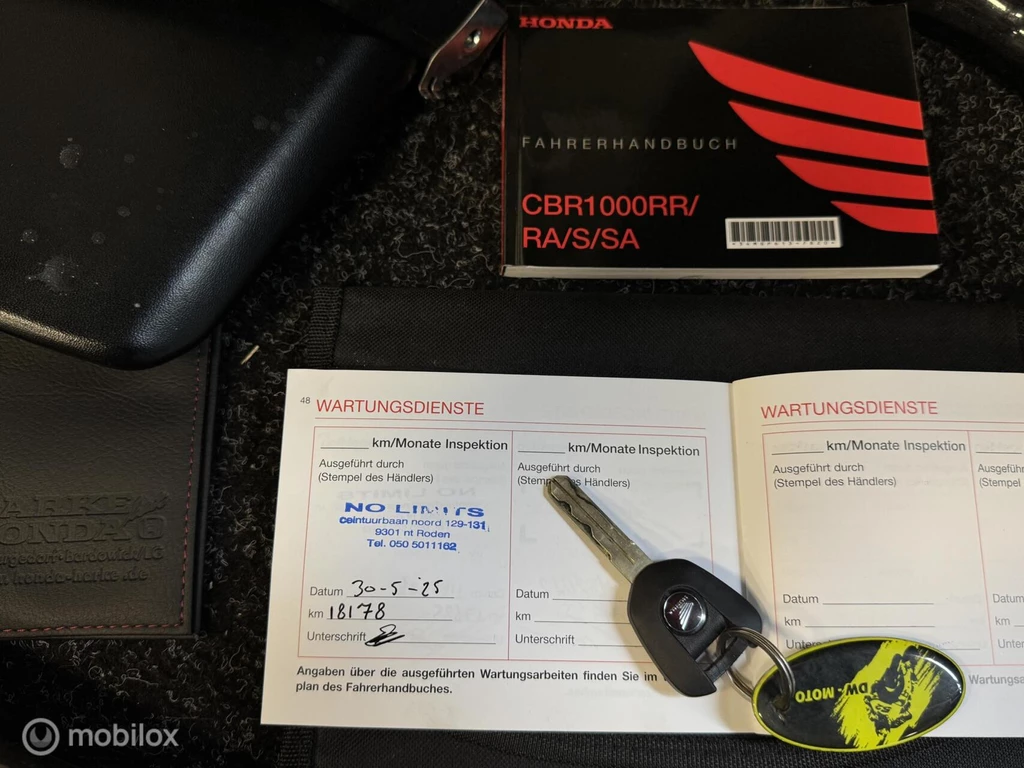 HONDA
FAHRERHANDBUCH
CBR1000RR/
RA/S/SA
48 WARTUNGSDIENSTE
km/Monate Inspektion
Ausgeführt durch
(Stempel des Händlers)
NO LIMITS
ceintuurbaan noord 129-131
9301 nt Roden
Tel. 050 5011162
Datum 30-5-25
km 18178
Unterschrift
km/Monate Inspektion
Ausgeführt durch
(Stempel des Händlers)
Datum
km
Unterschrift
Angaben über die ausgeführten Wartungsarbeiten finden Sie im
plan des Fahrerhandbuches.
WARTUNGSDIENSTE
km/Monate Inspektion
Ausgeführt durch
(Stempel des Händlers)
Datum
km
DW-MOTO
mobilox